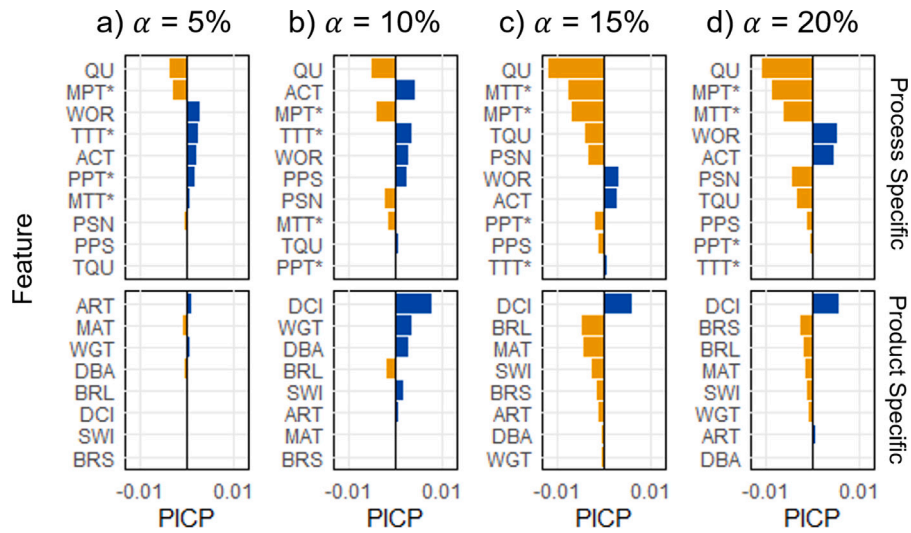 a) α = 5%
b) α = 10%
c) α = 15%
d) α = 20%
Feature
QU
MPT*
WOR
TTT*
ACT
PPT*
MTT*
PSN
PPS
TQU
ART
MAT
WGT
DBA
BRL
DCI
SWI
BRS
-0.01 0.01
PICP
QU
ACT
MPT*
TTT*
WOR
PPS
PSN
MTT*
TQU
PPT*
DCI
WGT
DBA
BRL
SWI
ART
MAT
BRS
-0.01 0.01
PICP
QU
MTT*
MPT*
TQU
PSN
WOR
ACT
PPT*
PPS
TTT*
DCI
BRL
MAT
SWI
BRS
ART
DBA
WGT
-0.01 0.01
PICP
QU
MPT*
MTT*
WOR
ACT
PSN
TQU
PPS
PPT*
TTT*
DCI
BRS
BRL
MAT
SWI
WGT
ART
DBA
-0.01 0.01
PICP
Process Specific
Product Specific